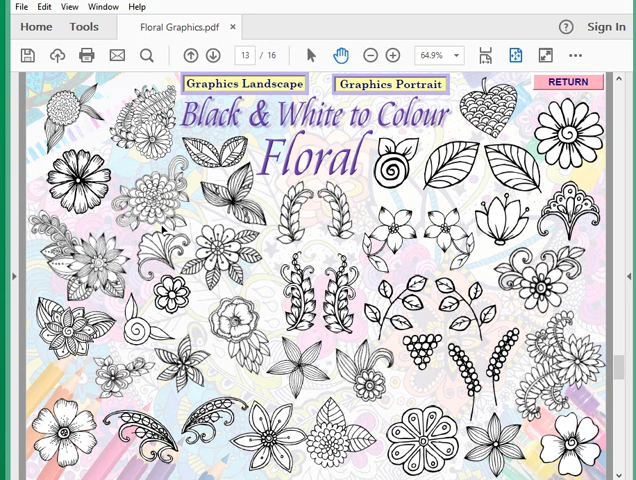 File Edit View Window Help
Home Tools Floral Graphics.pdf × ? Sign In
13 / 16 64.9%
Graphics Landscape Graphics Portrait RETURN
Black & White to Colour
Floral